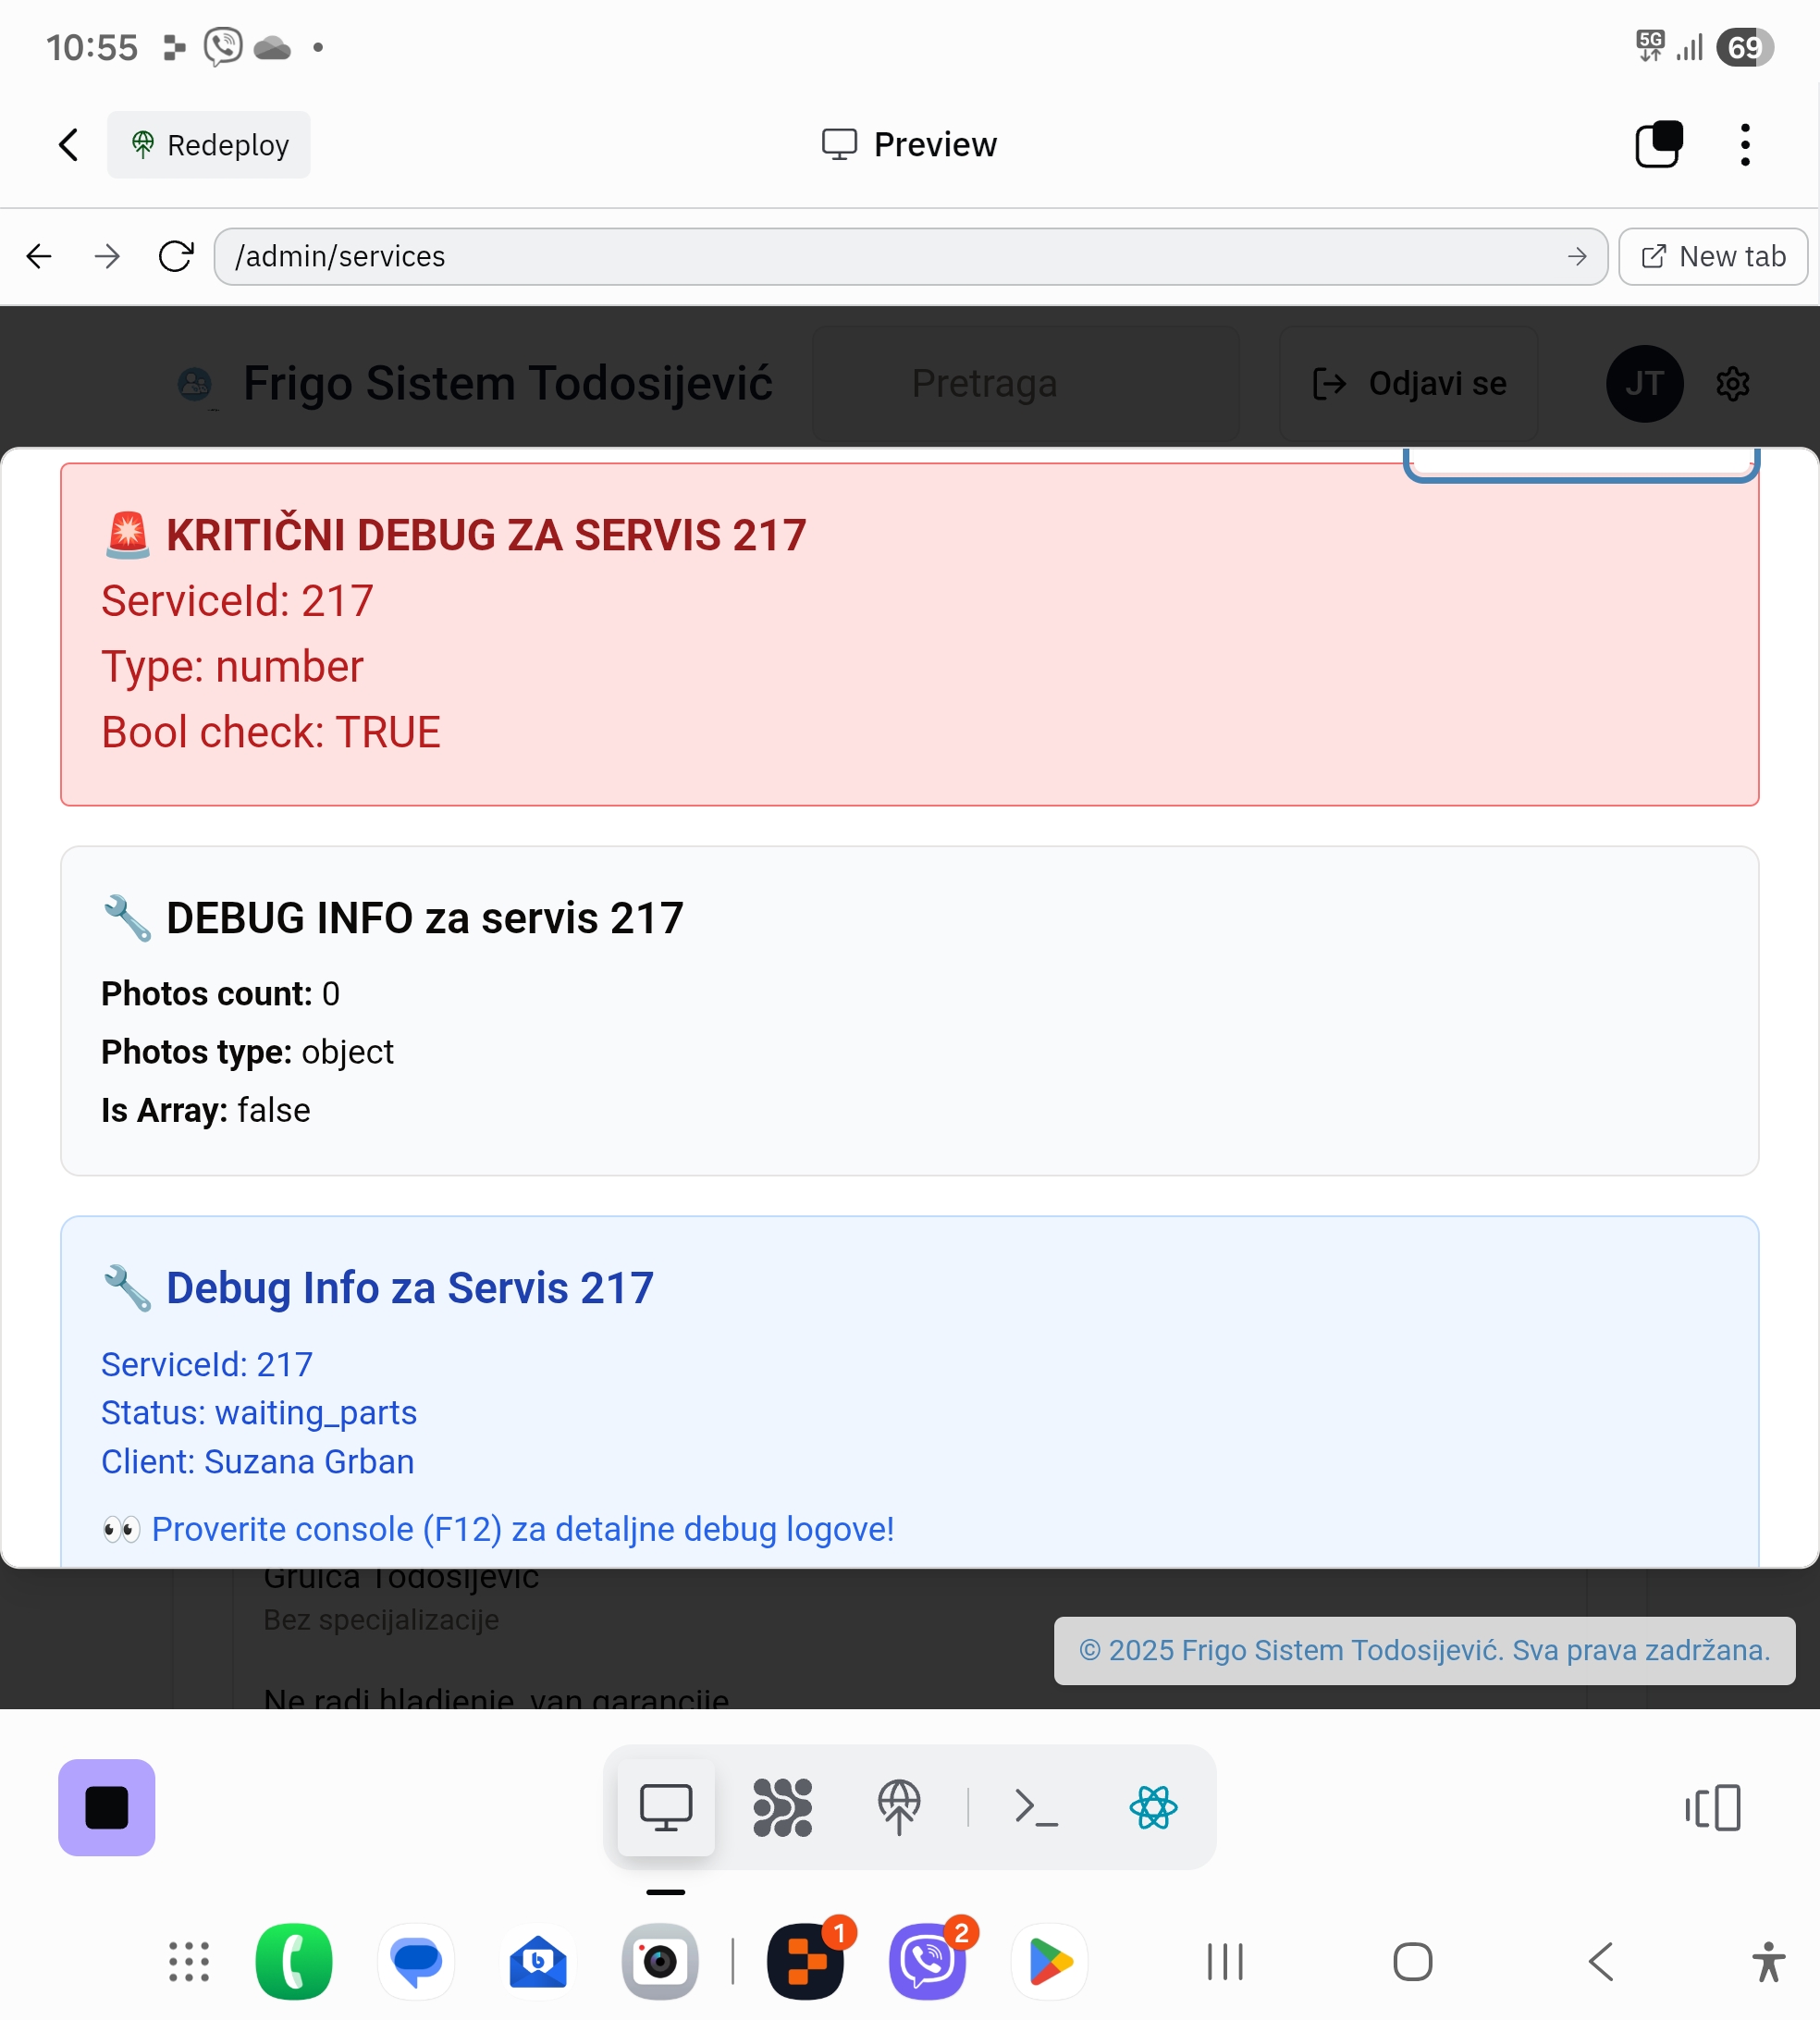 10:55
5G
69
Redeploy
Preview
/admin/services
New tab
Frigo Sistem Todosijević
Pretraga
Odjavi se
JT
KRITIČNI DEBUG ZA SERVIS 217
ServiceId: 217
Type: number
Bool check: TRUE
DEBUG INFO za servis 217
Photos count: 0
Photos type: object
Is Array: false
Debug Info za Servis 217
ServiceId: 217
Status: waiting_parts
Client: Suzana Grban
Proverite console (F12) za detaljne debug logove!
Gruica Todosijević
Bez specijalizacije
© 2025 Frigo Sistem Todosijević. Sva prava zadržana.
Ne radi hladjenje, van garancije
1
2